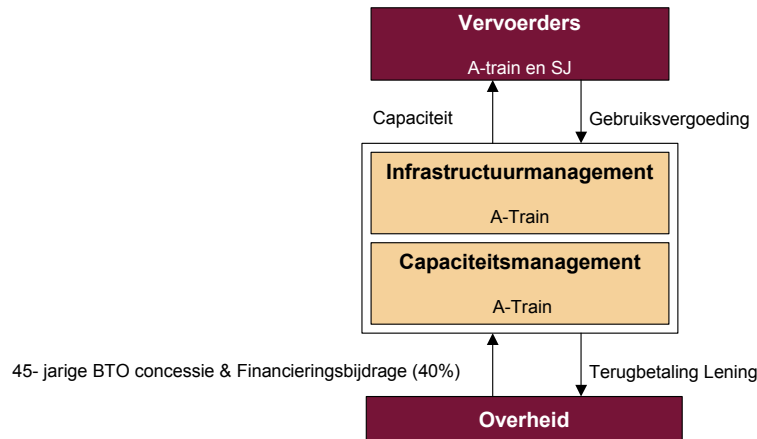 Vervoerders
A-train en SJ
Capaciteit
Gebruiksvergoeding
Infrastructuurmanagement
A-Train
Capaciteitsmanagement
A-Train
45- jarige BTO concessie & Financieringsbijdrage (40%)
Terugbetaling Lening
Overheid